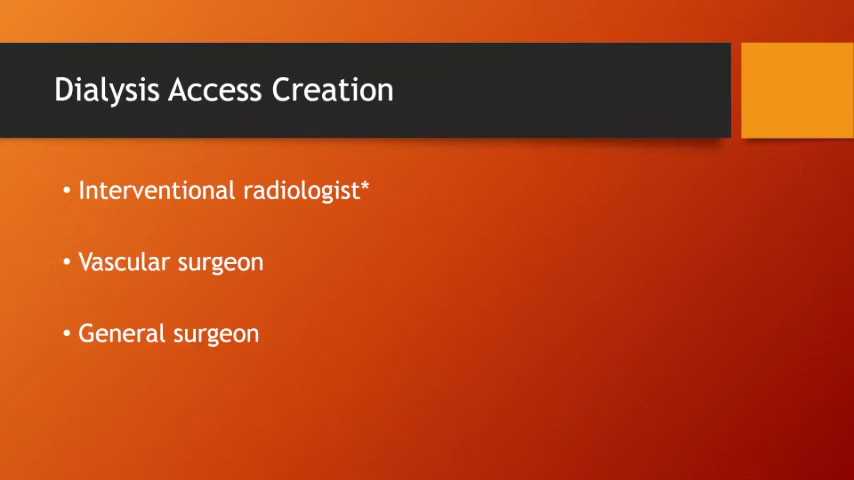 Dialysis Access Creation
• Interventional radiologist*
• Vascular surgeon
• General surgeon